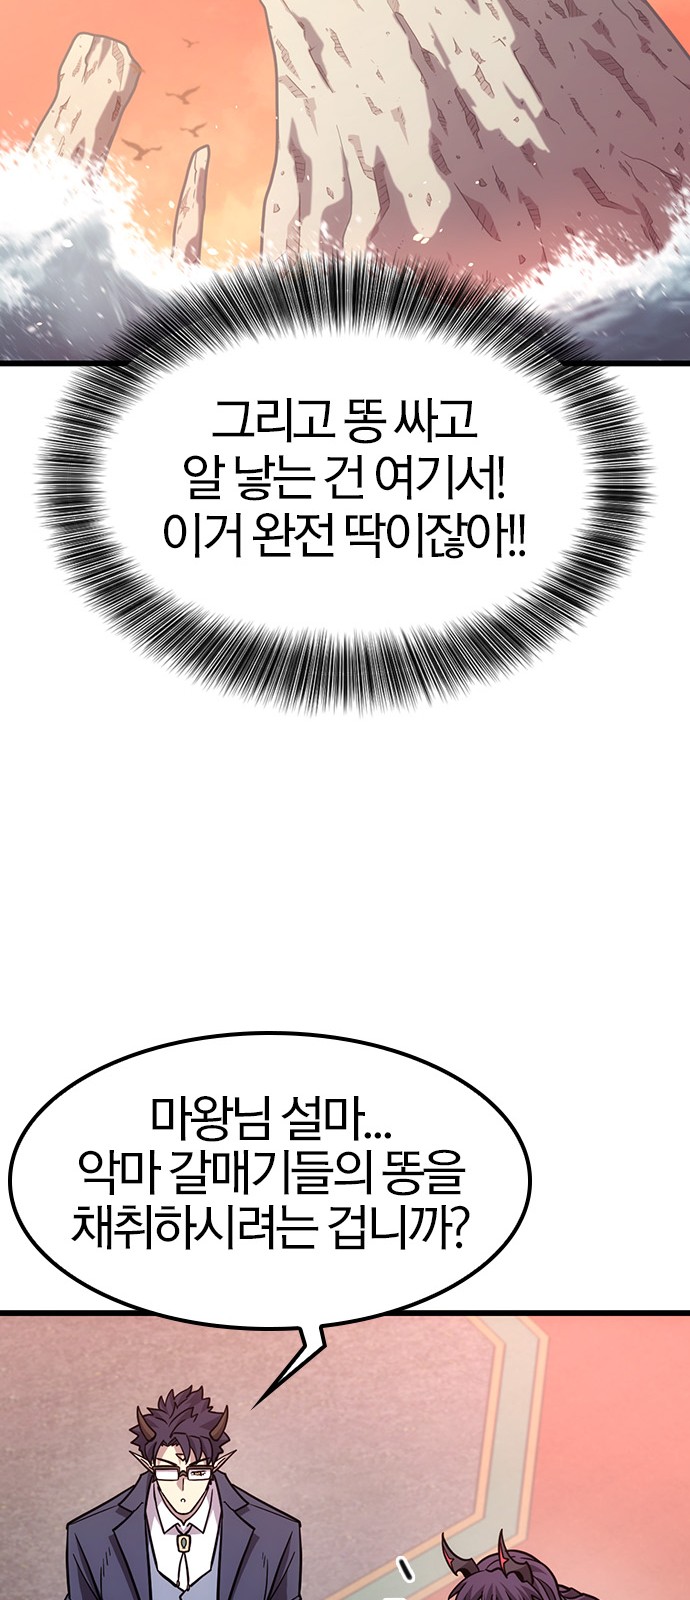 그리고 똥 싸고
알 낳는 건 여기서!
이거 완전 딱이잖아!!
마왕님 설마...
악마 갈매기들의 똥을
채취하시려는 겁니까?